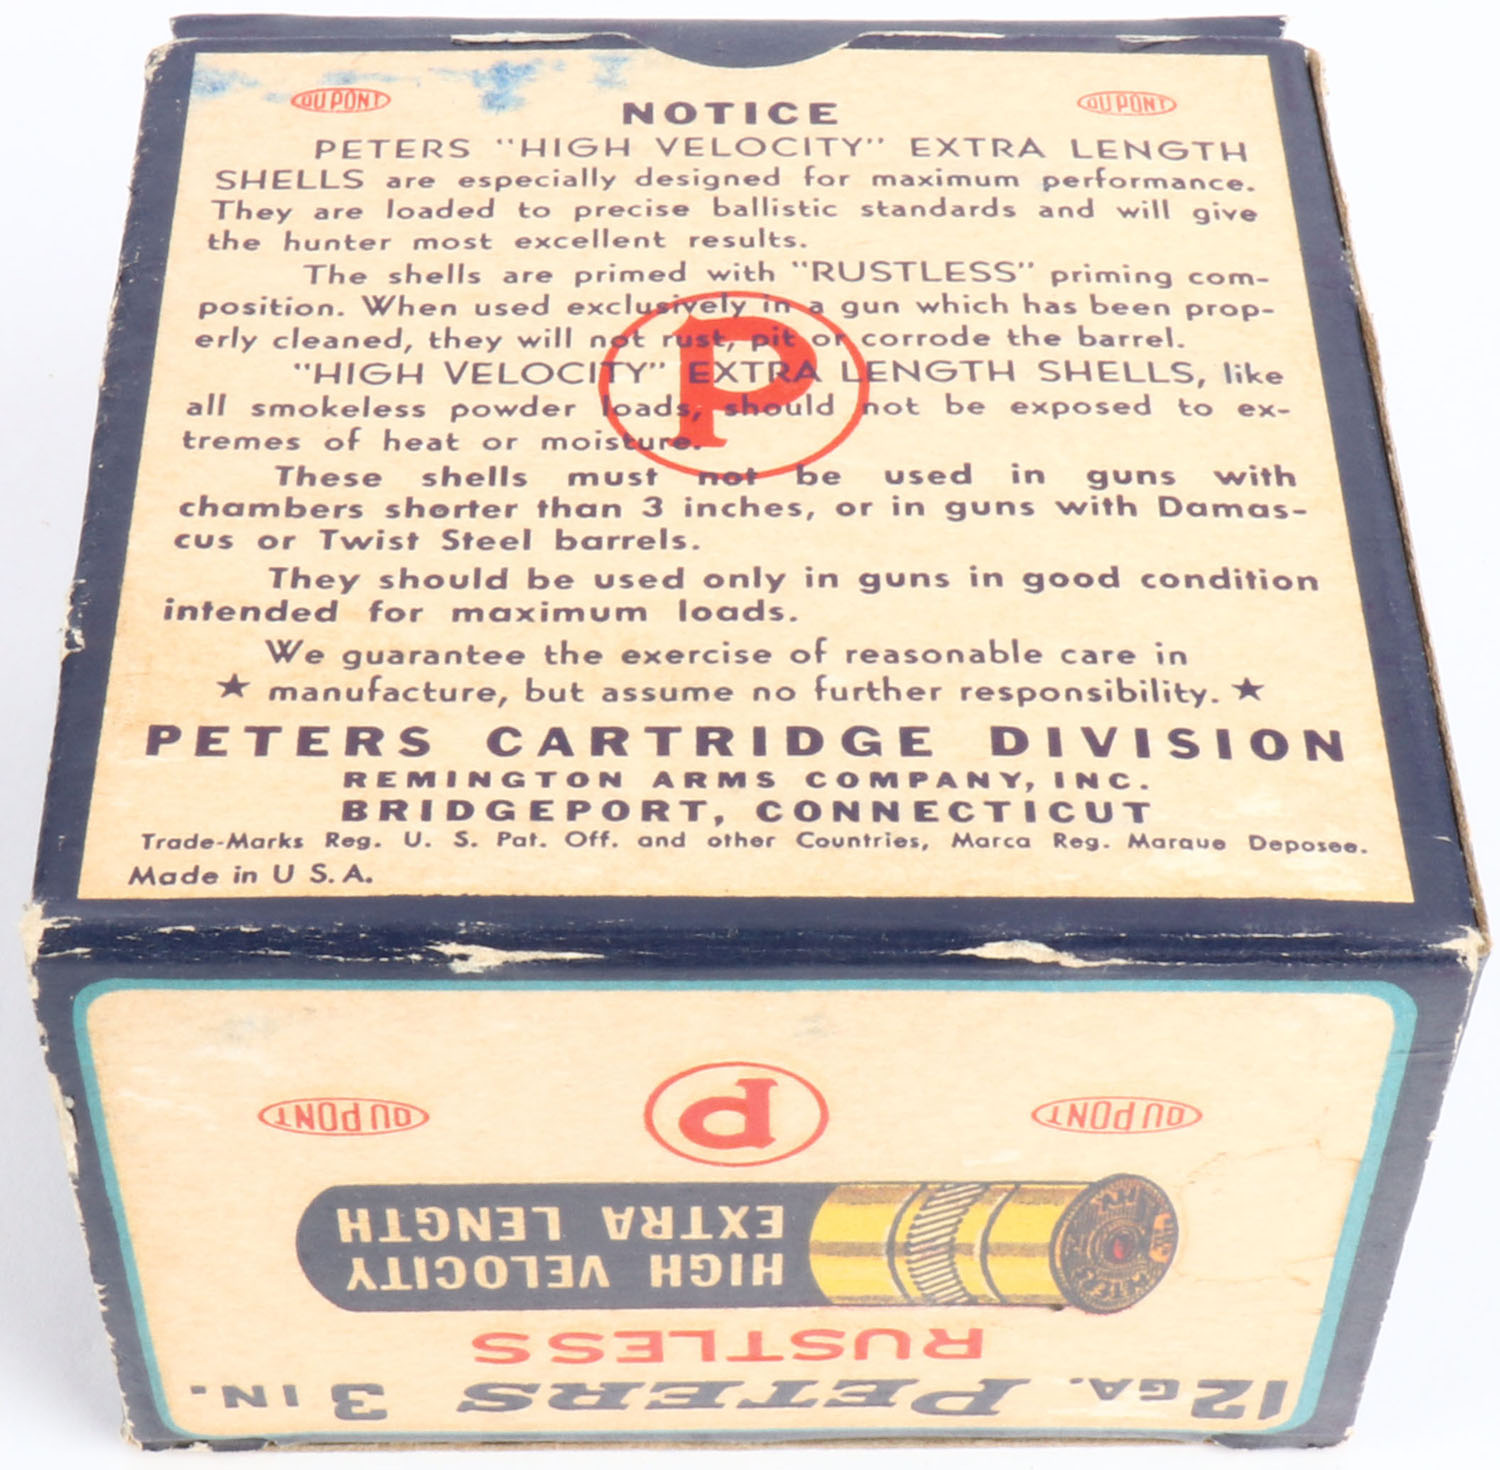 DU PONT DU PONT
NOTICE
PETERS "HIGH VELOCITY" EXTRA LENGTH
SHELLS are especially designed for maximum performance.
They are loaded to precise ballistic standards and will give
the hunter most excellent results.
The shells are primed with "RUSTLESS" priming com-
position. When used exclusively in a gun which has been prop-
erly cleaned, they will not rust, pit or corrode the barrel.
"HIGH VELOCITY" EXTRA LENGTH SHELLS, like
all smokeless powder loads, should not be exposed to ex-
tremes of heat or moisture.
P
These shells must not be used in guns with
chambers shorter than 3 inches, or in guns with Damas-
cus or Twist Steel barrels.
They should be used only in guns in good condition
intended for maximum loads.
We guarantee the exercise of reasonable care in
★ manufacture, but assume no further responsibility. ★
PETERS CARTRIDGE DIVISION
REMINGTON ARMS COMPANY, INC.
BRIDGEPORT, CONNECTICUT
Trade-Marks Reg. U. S. Pat. Off. and other Countries, Marca Reg. Marque Deposee.
Made in U S. A.
12 GA. PETERS 3 IN.
RUSTLESS
HIGH VELOCITY
EXTRA LENGTH
DU PONT P DU PONT